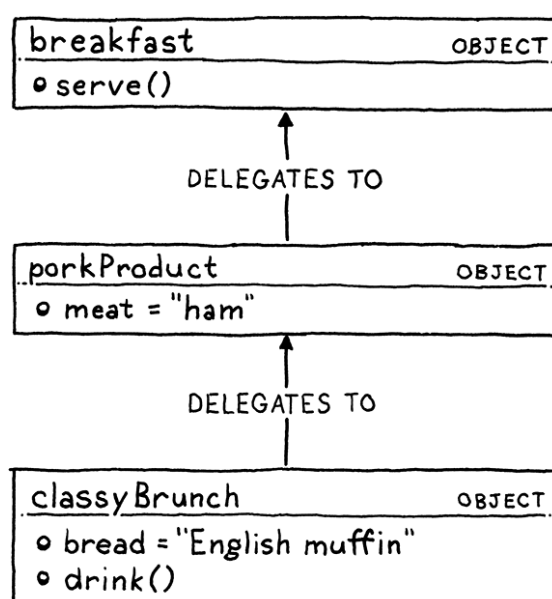 breakfast OBJECT
• serve()
DELEGATES TO
porkProduct OBJECT
• meat = "ham"
DELEGATES TO
classyBrunch OBJECT
• bread = "English muffin"
• drink()